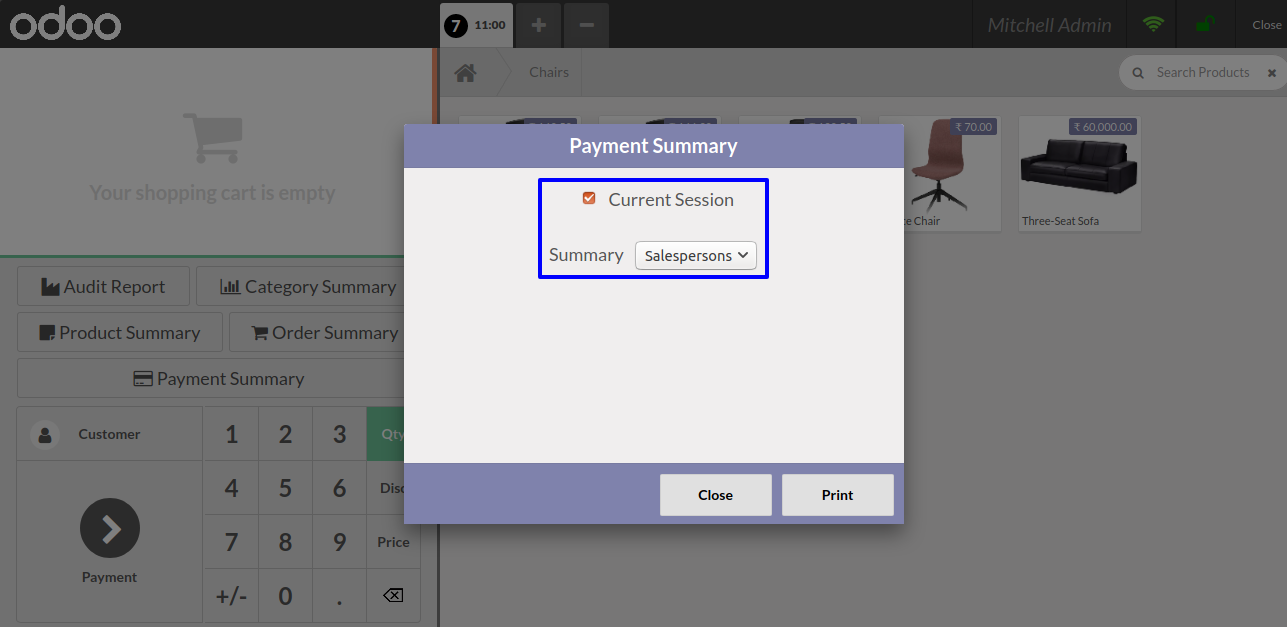 odoo
7 11:00
Mitchell Admin
Close
Chairs
Search Products
Your shopping cart is empty
₹ 70.00
₹ 60,000.00
Chair
Three-Seat Sofa
Payment Summary
Current Session
Summary Salespersons
Close Print
Audit Report Category Summary
Product Summary Order Summary
Payment Summary
Customer
1 2 3 Qty
4 5 6
7 8 9 Price
+/- 0 .
Payment